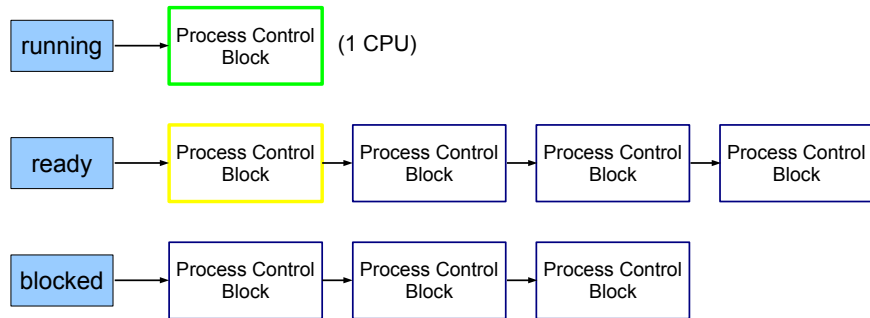 running
Process Control
Block
(1 CPU)
ready
Process Control
Block
Process Control
Block
Process Control
Block
Process Control
Block
blocked
Process Control
Block
Process Control
Block
Process Control
Block